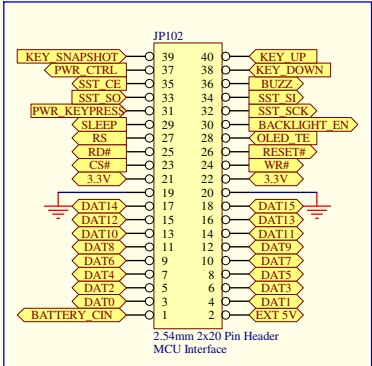 JP102
KEY_SNAPSHOT 39 40 KEY_UP
PWR_CTRL 37 38 KEY_DOWN
SST_CE 35 36 BUZZ
SST_SO 33 34 SST_SI
PWR_KEYPRESS 31 32 SST_SCK
SLEEP 29 30 BACKLIGHT_EN
RS 27 28 OLED_TE
RD# 25 26 RESET#
CS# 23 24 WR#
3.3V 21 22 3.3V
19 20
DAT14 17 18 DAT15
DAT12 15 16 DAT13
DAT10 13 14 DAT11
DAT8 11 12 DAT9
DAT6 9 10 DAT7
DAT4 7 8 DAT5
DAT2 5 6 DAT3
DAT0 3 4 DAT1
BATTERY_CIN 1 2 EXT 5V
2.54mm 2x20 Pin Header
MCU Interface